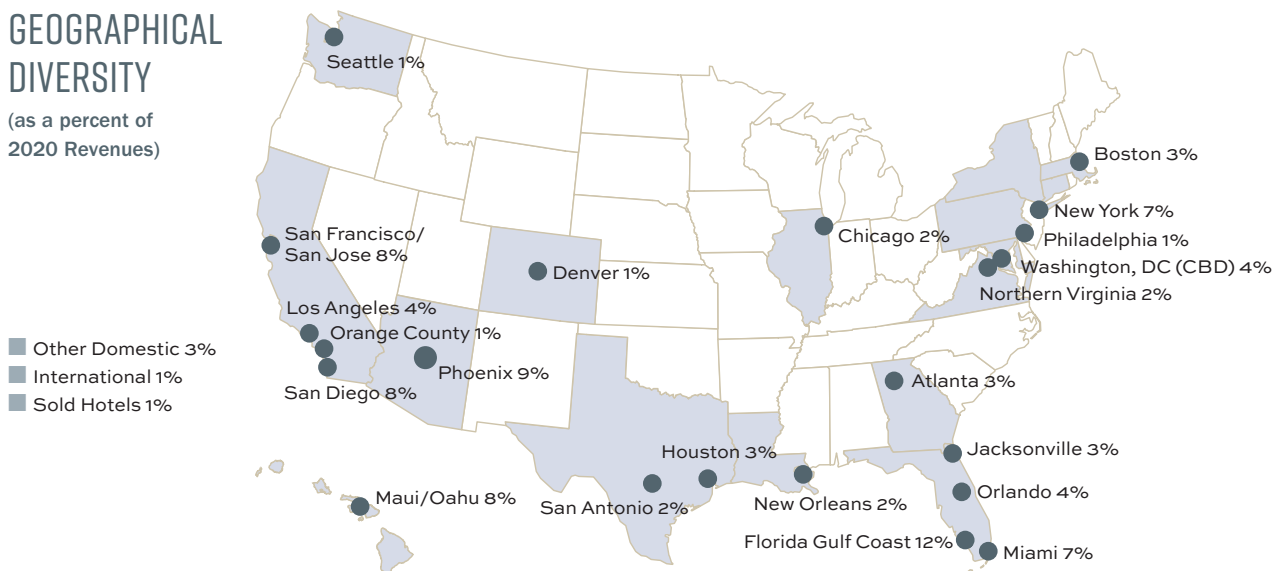 GEOGRAPHICAL
DIVERSITY
(as a percent of
2020 Revenues)
Seattle 1%
San Francisco/
San Jose 8%
Los Angeles 4%
Orange County 1%
San Diego 8%
Phoenix 9%
Denver 1%
Chicago 2%
Boston 3%
New York 7%
Philadelphia 1%
Washington, DC (CBD) 4%
Northern Virginia 2%
Other Domestic 3%
International 1%
Sold Hotels 1%
Maui/Oahu 8%
Houston 3%
San Antonio 2%
New Orleans 2%
Atlanta 3%
Jacksonville 3%
Orlando 4%
Florida Gulf Coast 12%
Miami 7%